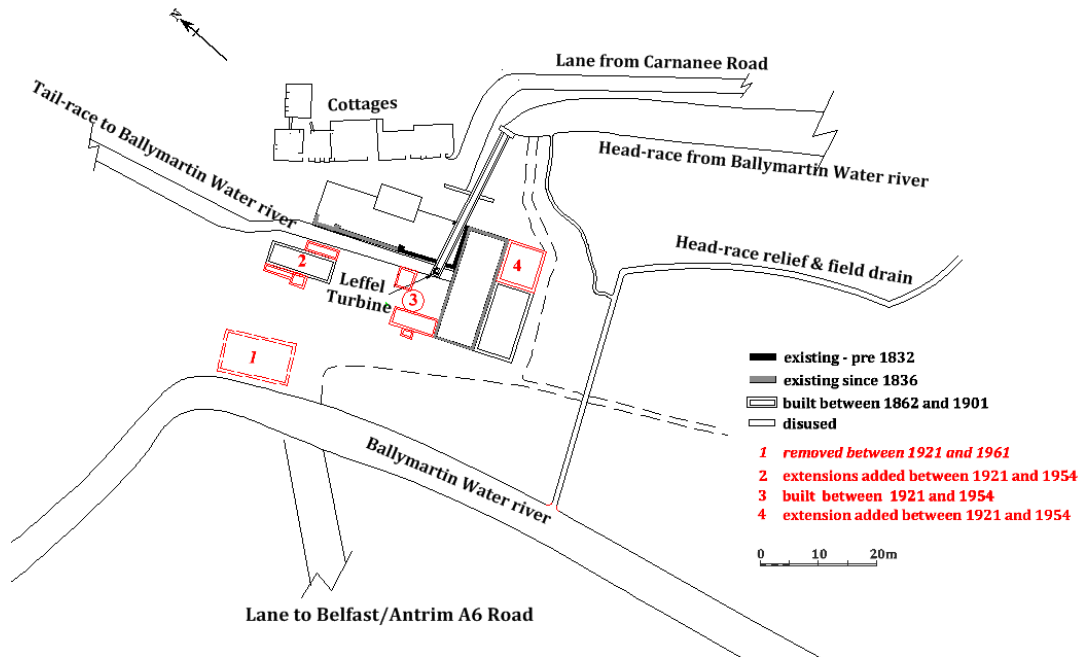 N
Lane from Carnanee Road
Cottages
Tail-race to Ballymartin Water river
Head-race from Ballymartin Water river
Head-race relief & field drain
2
4
Leffel
Turbine
3
1
existing - pre 1832
existing since 1836
built between 1862 and 1901
disused
1 removed between 1921 and 1961
2 extensions added between 1921 and 1954
3 built between 1921 and 1954
4 extension added between 1921 and 1954
Ballymartin Water river
0 10 20m
Lane to Belfast/Antrim A6 Road